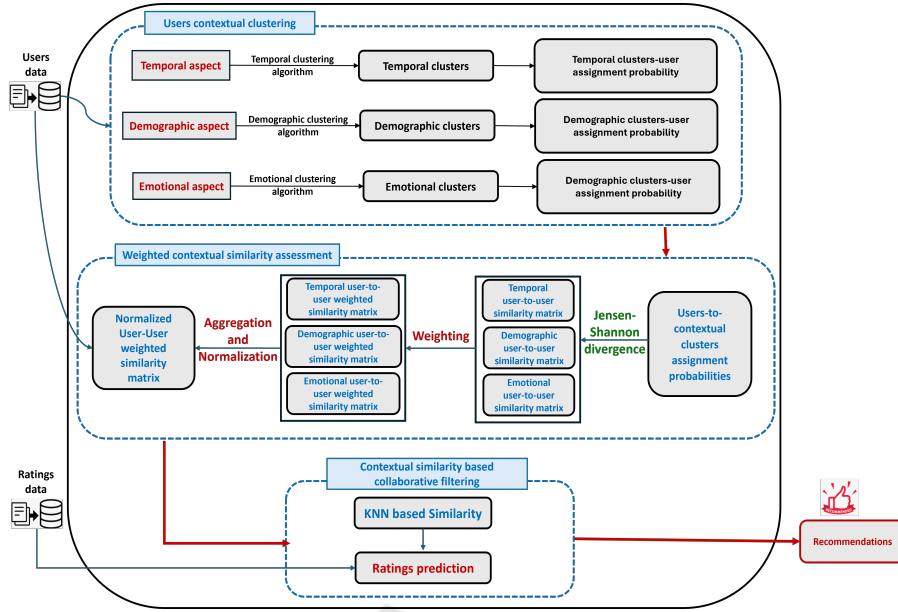 Users contextual clustering
Users
data
Temporal aspect
Temporal clustering
algorithm
Temporal clusters
Temporal clusters-user
assignment probability
Demographic aspect
Demographic clustering
algorithm
Demographic clusters
Demographic clusters-user
assignment probability
Emotional aspect
Emotional clustering
algorithm
Emotional clusters
Demographic clusters-user
assignment probability
Weighted contextual similarity assessment
Normalized
User-User
weighted
similarity
matrix
Aggregation
and
Normalization
Temporal user-to-
user weighted
similarity matrix
Demographic user-to-
user weighted
similarity matrix
Emotional user-to-
user weighted
similarity matrix
Weighting
Temporal
user-to-user
similarity matrix
Demographic
user-to-user
similarity matrix
Emotional
user-to-user
similarity matrix
Jensen-
Shannon
divergence
Users-to-
contextual
clusters
assignment
probabilities
Ratings
data
Contextual similarity based
collaborative filtering
KNN based Similarity
Ratings prediction
Recommendations